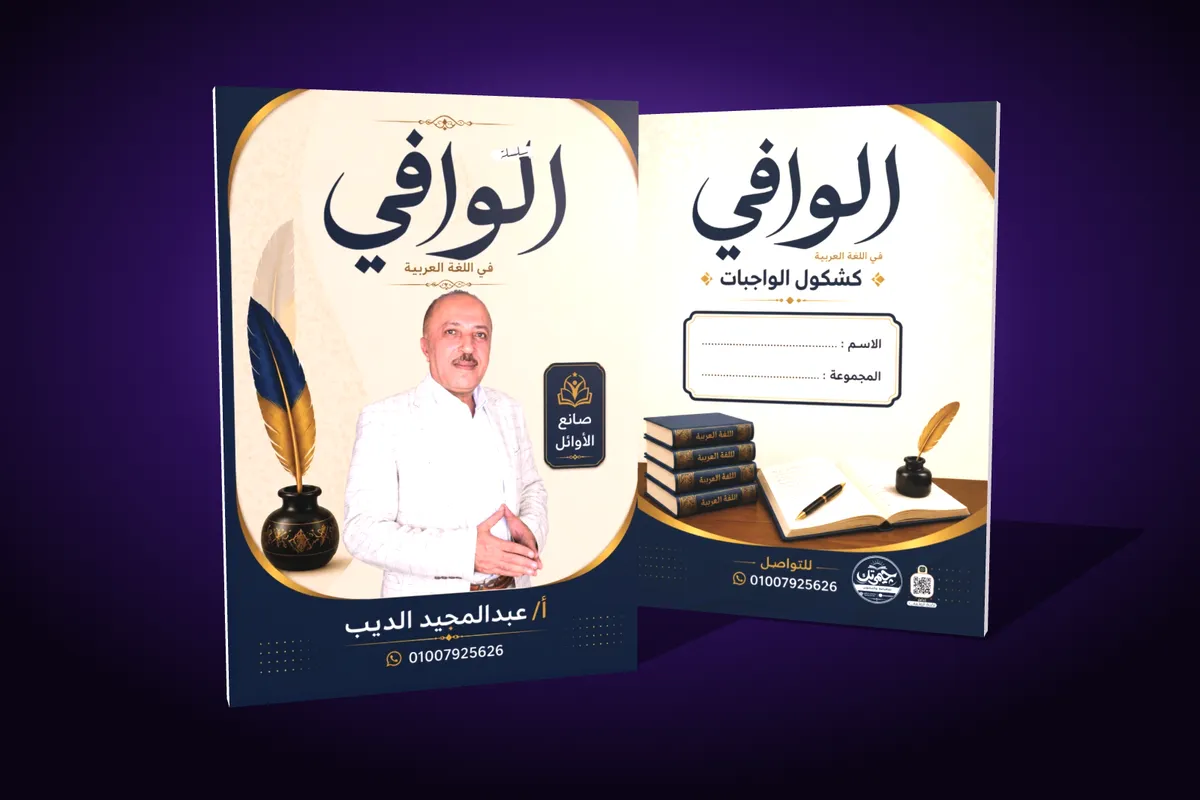 سلسلة
الوافي
في اللغة العربية
صانع
الأوائل
أ/ عبدالمجيد الديب
01007925626
الوافي
في اللغة العربية
كشكول الواجبات
الاسم : ........................................
المجموعة : ..................................
اللغة العربية
اللغة العربية
اللغة العربية
اللغة العربية
للتواصل
01007925626